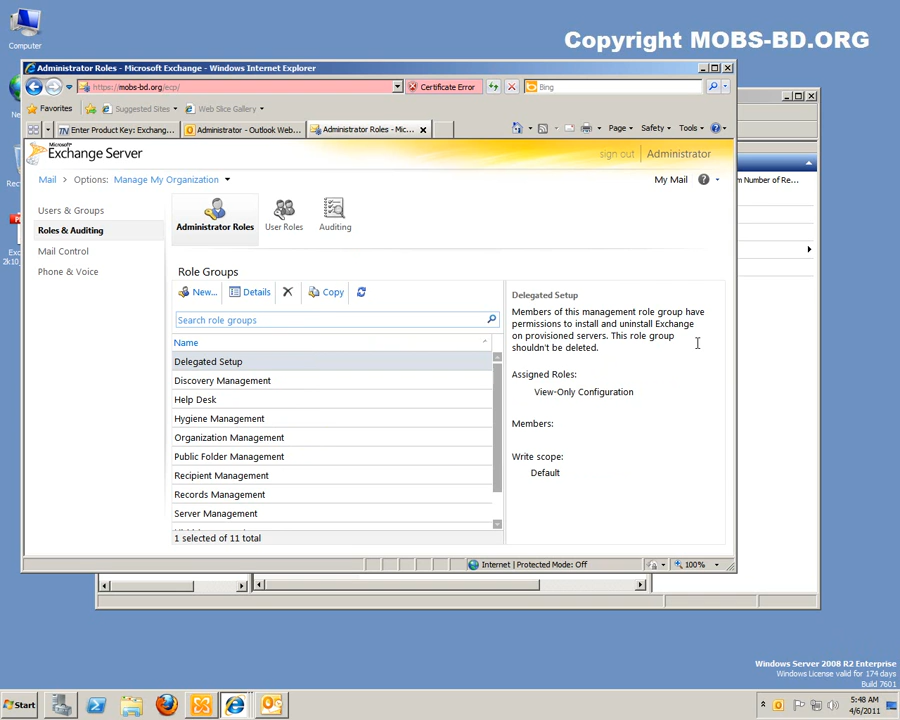 Computer
Copyright MOBS-BD.ORG
Administrator Roles - Microsoft Exchange - Windows Internet Explorer
https://mobs-bd.org/ecp/
Certificate Error
Bing
Favorites
Suggested Sites
Web Slice Gallery
Enter Product Key: Exchang...
Administrator - Outlook Web...
Administrator Roles - Mic...
Page
Safety
Tools
Microsoft
Exchange Server
sign out
Administrator
Mail > Options: Manage My Organization
My Mail
m Number of Re...
Users & Groups
Roles & Auditing
Mail Control
Phone & Voice
Administrator Roles
User Roles
Auditing
Role Groups
New...
Details
Copy
Search role groups
Name
Delegated Setup
Discovery Management
Help Desk
Hygiene Management
Organization Management
Public Folder Management
Recipient Management
Records Management
Server Management
1 selected of 11 total
Delegated Setup
Members of this management role group have
permissions to install and uninstall Exchange
on provisioned servers. This role group
shouldn't be deleted.
Assigned Roles:
View-Only Configuration
Members:
Write scope:
Default
Internet | Protected Mode: Off
100%
Windows Server 2008 R2 Enterprise
Windows License valid for 174 days
Build 7601
Start
5:48 AM
4/6/2011